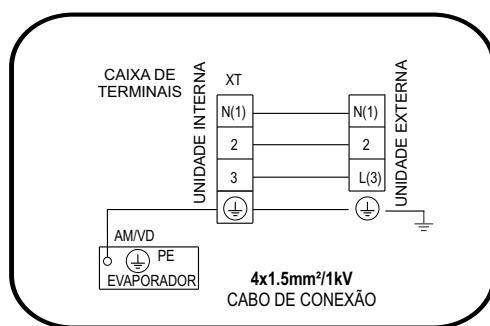 CAIXA DE
TERMINAIS
UNIDADE INTERNA
XT
N(1)
2
3
N(1)
2
L(3)
UNIDADE EXTERNA
AM/VD
PE
EVAPORADOR
4x1.5mm²/1kV
CABO DE CONEXÃO